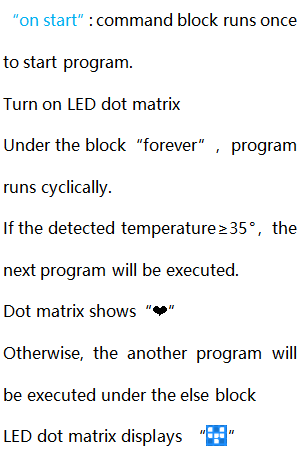 “on start”: command block runs once
to start program.
Turn on LED dot matrix
Under the block “forever”, program
runs cyclically.
If the detected temperature≥35°, the
next program will be executed.
Dot matrix shows “❤”
Otherwise, the another program will
be executed under the else block
LED dot matrix displays “ ”